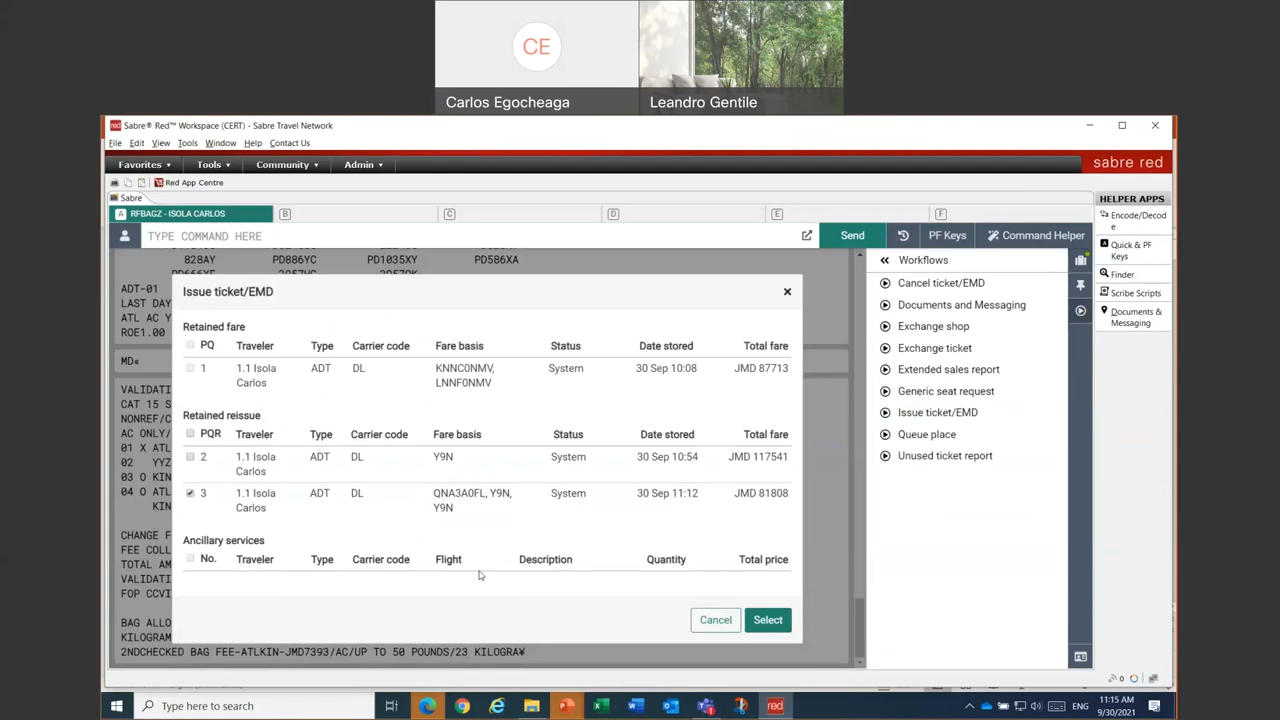 CE
Carlos Egocheaga
Leandro Gentile
red Sabre® Red™ Workspace (CERT) - Sabre Travel Network
File Edit View Tools Window Help Contact Us
Favorites Tools Community Admin
sabre red
Red App Centre
Sabre
HELPER APPS
A RFBAGZ - ISOLA CARLOS B C D E F
Encode/Decode
TYPE COMMAND HERE
Send PF Keys Command Helper
Quick & PF Keys
Finder
Scribe Scripts
Documents & Messaging
828AY PD886YC PD1035XY PD586XA
ADT-01
LAST DAY
ATL AC Y
ROE1.00
MD«
VALIDATI
CAT 15 S
NONREF/C
AC ONLY/
01 X ATL
02 YYZ
03 O KIN
04 O ATL
KIN
CHANGE F
FEE COLL
TOTAL AM
VALIDATI
FOP CCVI
BAG ALLO
KILOGRAM
2NDCHECKED BAG FEE-ATLKIN-JMD7393/AC/UP TO 50 POUNDS/23 KILOGRA¥
Issue ticket/EMD
Retained fare
PQ Traveler Type Carrier code Fare basis Status Date stored Total fare
1 1.1 Isola Carlos ADT DL KNNC0NMV, LNNF0NMV System 30 Sep 10:08 JMD 87713
Retained reissue
PQR Traveler Type Carrier code Fare basis Status Date stored Total fare
2 1.1 Isola Carlos ADT DL Y9N System 30 Sep 10:54 JMD 117541
3 1.1 Isola Carlos ADT DL QNA3A0FL, Y9N, Y9N System 30 Sep 11:12 JMD 81808
Ancillary services
No. Traveler Type Carrier code Flight Description Quantity Total price
Cancel Select
Workflows
Cancel ticket/EMD
Documents and Messaging
Exchange shop
Exchange ticket
Extended sales report
Generic seat request
Issue ticket/EMD
Queue place
Unused ticket report
0
Type here to search
red
ENG
11:15 AM
9/30/2021